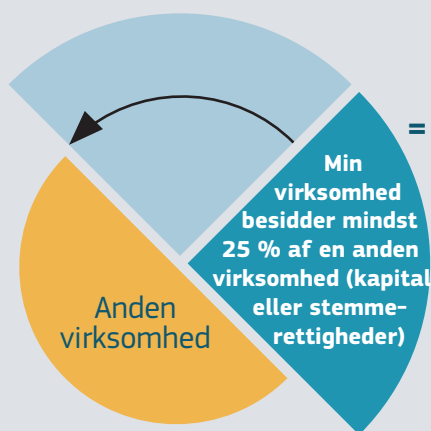 =
Min
virksomhed
besidder mindst
25 % af en anden
virksomhed (kapital
eller stemme-
rettigheder)
Anden
virksomhed